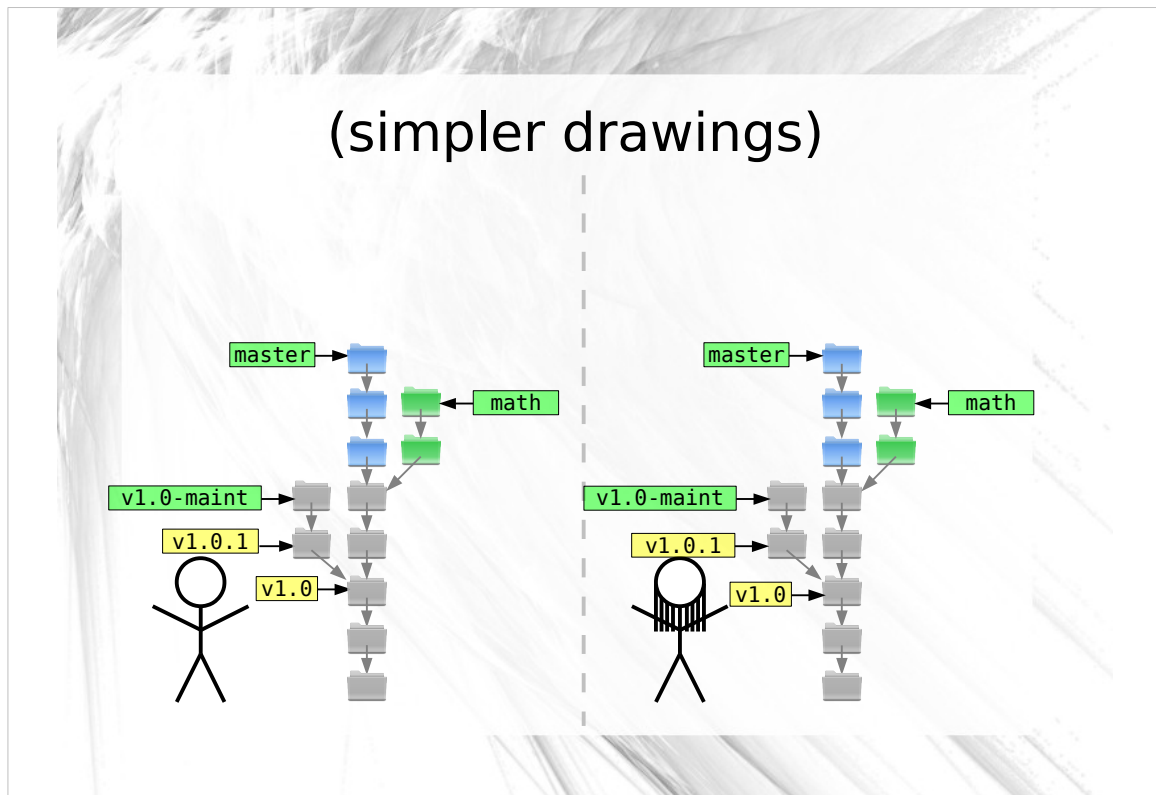 (simpler drawings)
master
math
v1.0-maint
v1.0.1
v1.0
master
math
v1.0-maint
v1.0.1
v1.0